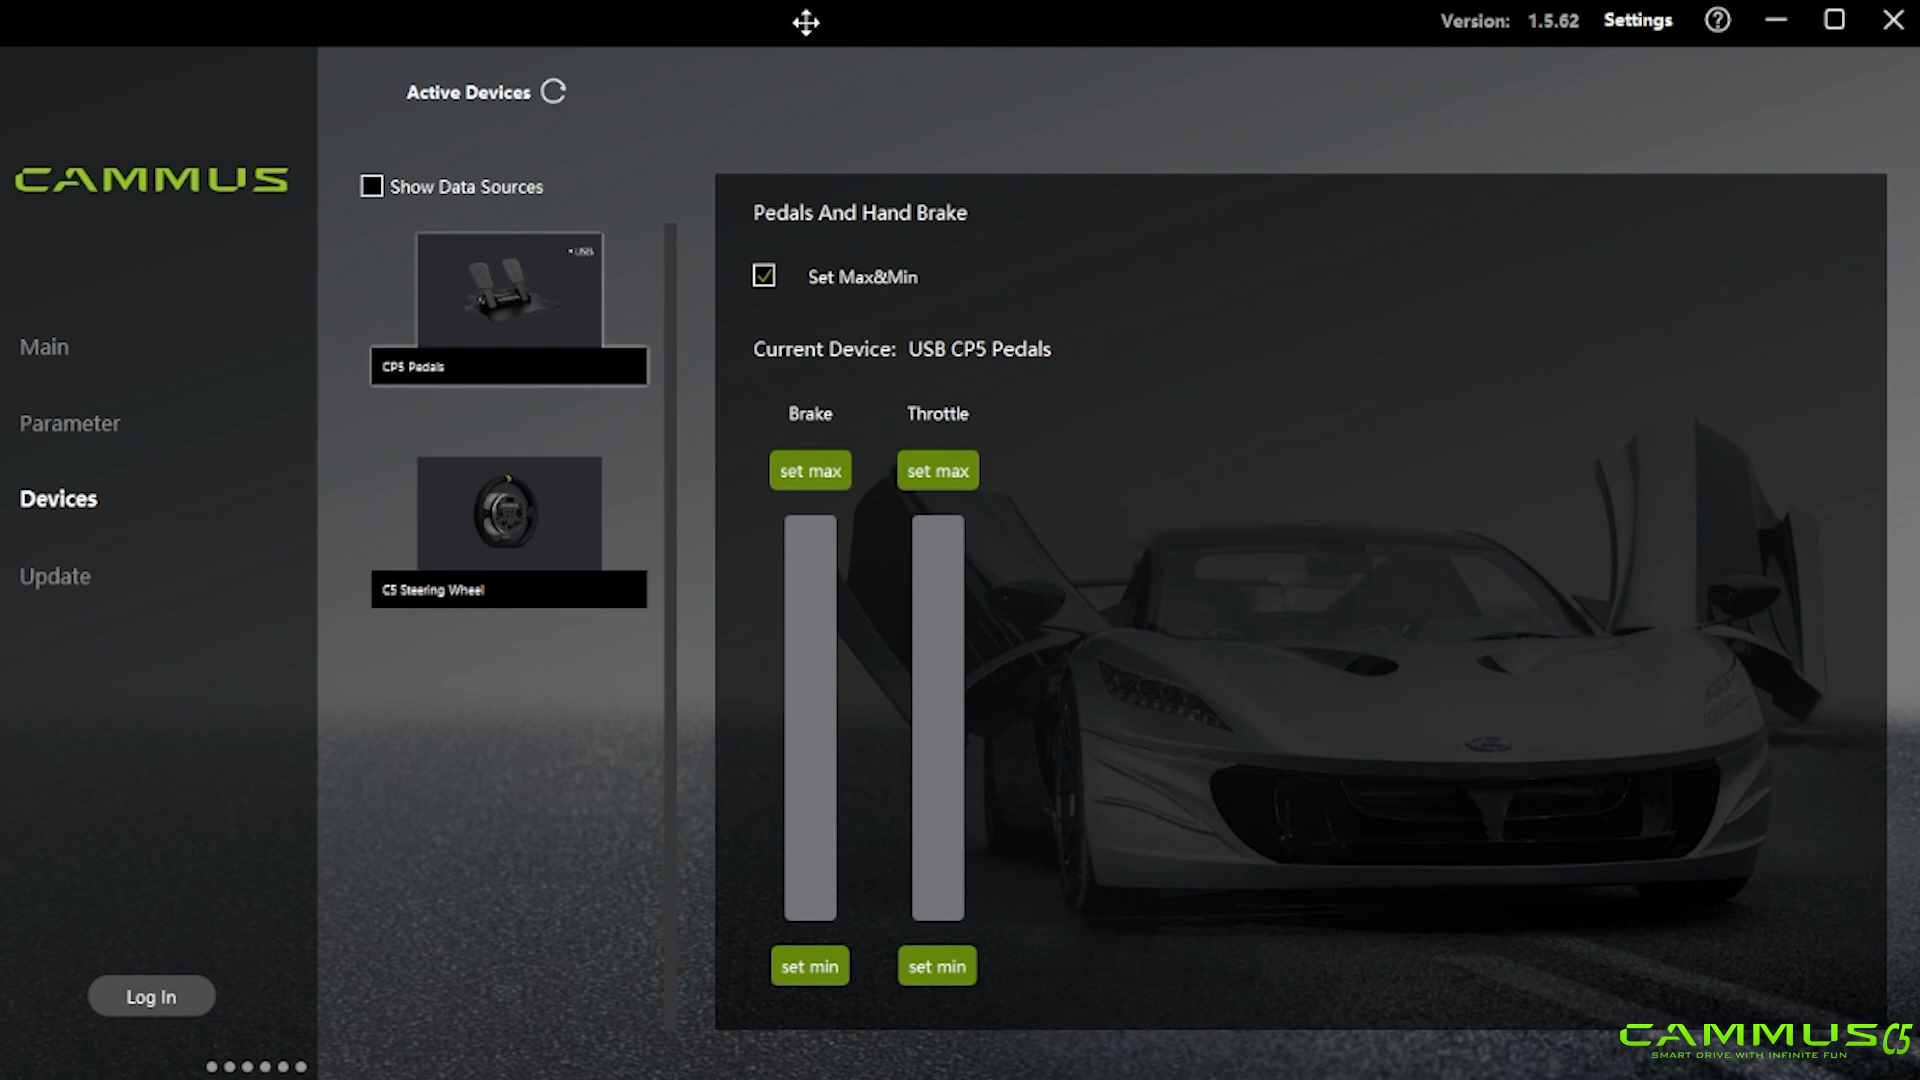 Version: 1.5.62 Settings
Active Devices
CAMMUS
Show Data Sources
USB
CP5 Pedals
C5 Steering Wheel
Main
Parameter
Devices
Update
Log In
Pedals And Hand Brake
Set Max&Min
Current Device: USB CP5 Pedals
Brake Throttle
set max set max
set min set min
CAMMUS C5
SMART DRIVE WITH INFINITE FUN